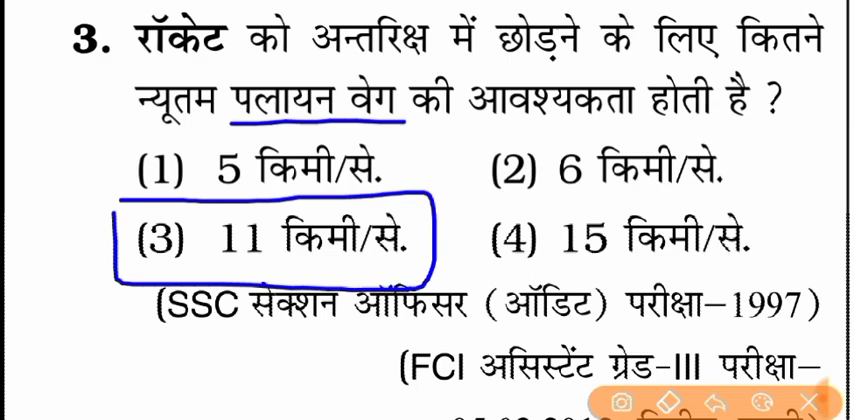 3. रॉकेट को अन्तरिक्ष में छोड़ने के लिए कितने
न्यूतम पलायन वेग की आवश्यकता होती है ?
(1) 5 किमी/से. (2) 6 किमी/से.
(3) 11 किमी/से. (4) 15 किमी/से.
(SSC सेक्शन ऑफिसर (ऑडिट) परीक्षा–1997)
(FCI असिस्टेंट ग्रेड-III परीक्षा–